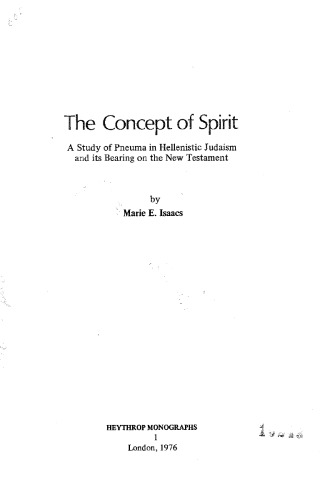 The Concept of Spirit
A Study of Pneuma in Hellenistic Judaism
and its Bearing on the New Testament
by
Marie E. Isaacs
HEYTHROP MONOGRAPHS
1
London, 1976